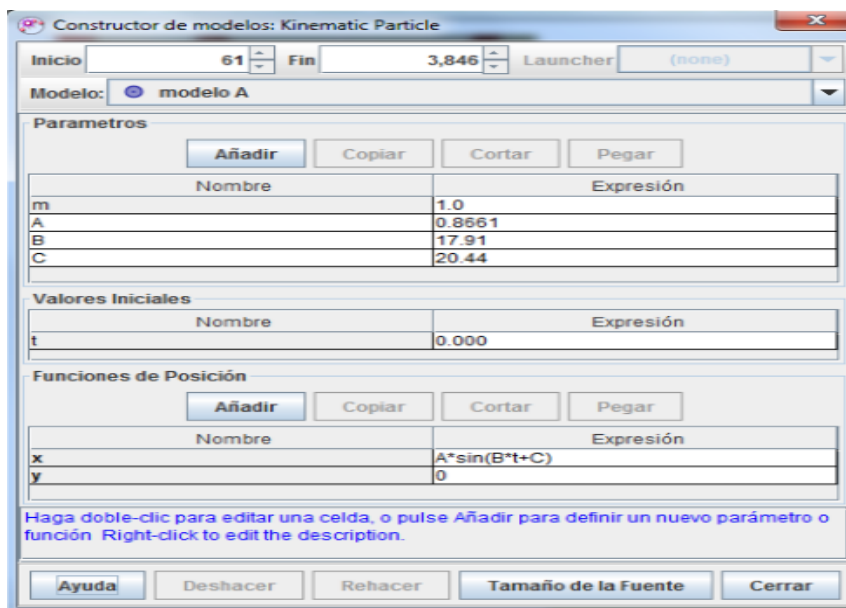 Constructor de modelos: Kinematic Particle
Inicio 61 Fin 3,846 Launcher (none)
Modelo: modelo A
Parametros
Añadir Copiar Cortar Pegar
Nombre Expresión
m 1.0
A 0.8661
B 17.91
C 20.44
Valores Iniciales
Nombre Expresión
t 0.000
Funciones de Posición
Añadir Copiar Cortar Pegar
Nombre Expresión
x A*sin(B*t+C)
y 0
Haga doble-clic para editar una celda, o pulse Añadir para definir un nuevo parámetro o
función Right-click to edit the description.
Ayuda Deshacer Rehacer Tamaño de la Fuente Cerrar